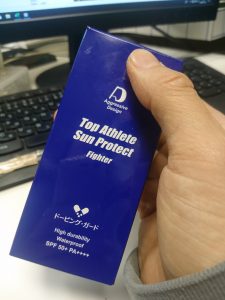 Aggressive
Design
Top Athlete
Sun Protect
Fighter
ドーピング・ガード
High durability
Waterproof
SPF 50+ PA++++